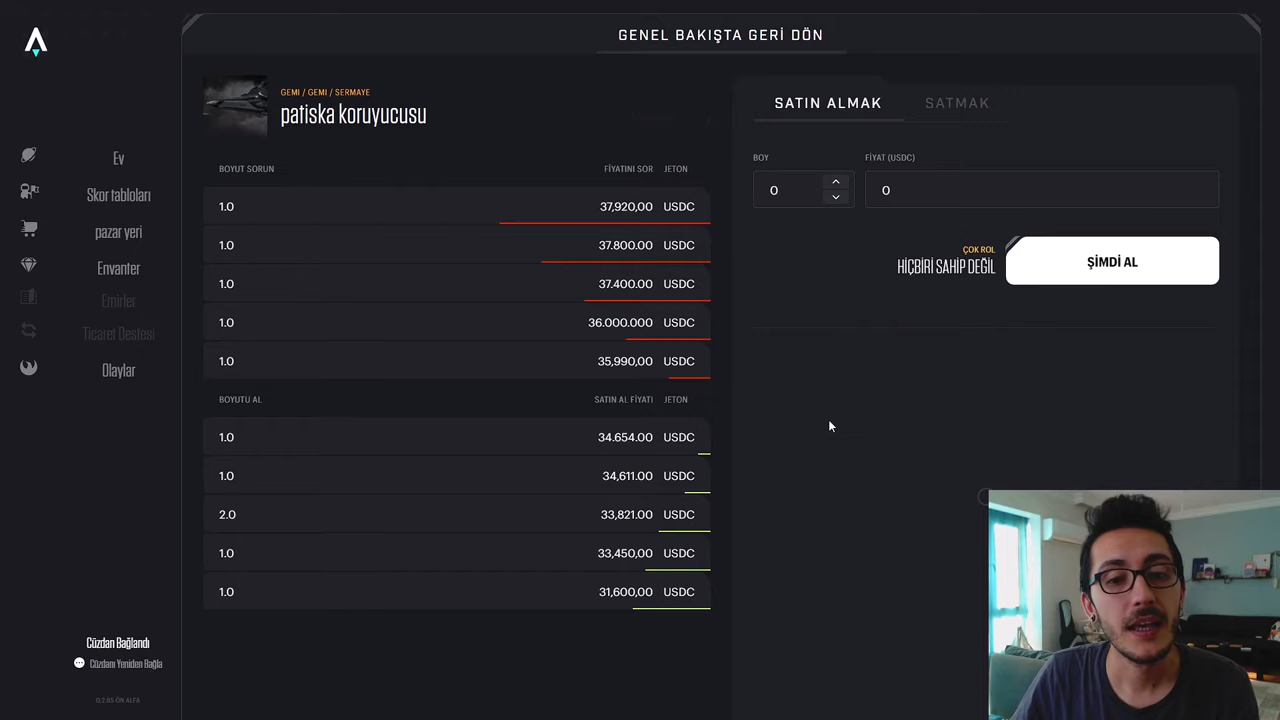 GENEL BAKIŞTA GERİ DÖN
GEMI / GEMI / SERMAYE
patiska koruyucusu
SATIN ALMAK SATMAK
BOYUT SORUN FİYATINI SOR JETON
1.0 37,920,00 USDC
1.0 37.800.00 USDC
1.0 37.400.00 USDC
1.0 36.000.000 USDC
1.0 35,990,00 USDC
BOYUTU AL SATIN AL FİYATI JETON
1.0 34.654.00 USDC
1.0 34,611.00 USDC
2.0 33,821.00 USDC
1.0 33,450,00 USDC
1.0 31,600,00 USDC
BOY FİYAT (USDC)
0 0
ÇOK ROL
HİÇBİRİ SAHİP DEĞİL
ŞİMDİ AL
Ev
Skor tabloları
pazar yeri
Envanter
Emirler
Ticaret Destesi
Olaylar
Cüzdan Bağlandı
Cüzdanı Yeniden Bağla
0.2.85 ÖN ALFA